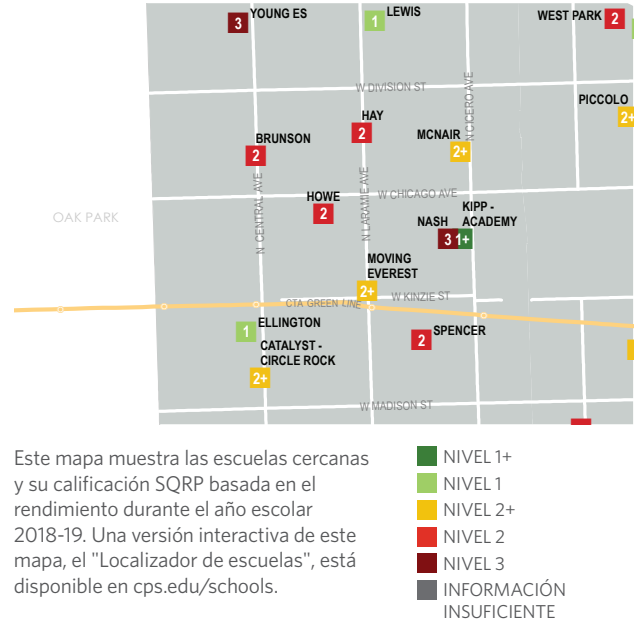 3 YOUNG ES
1 LEWIS
WEST PARK 2
W DIVISION ST
N CICERO AVE
PICCOLO
2+
HAY
2
BRUNSON
2
MCNAIR
2+
W CHICAGO AVE
HOWE
2
N CENTRAL AVE
N LARAMIE AVE
OAK PARK
KIPP -
ACADEMY
NASH
3 1+
MOVING
EVEREST
2+
W KINZIE ST
CTA GREEN LINE
1 ELLINGTON
2 SPENCER
CATALYST -
CIRCLE ROCK
2+
W MADISON ST
Este mapa muestra las escuelas cercanas
y su calificación SQRP basada en el
rendimiento durante el año escolar
2018-19. Una versión interactiva de este
mapa, el "Localizador de escuelas", está
disponible en cps.edu/schools.
NIVEL 1+
NIVEL 1
NIVEL 2+
NIVEL 2
NIVEL 3
INFORMACIÓN
INSUFICIENTE